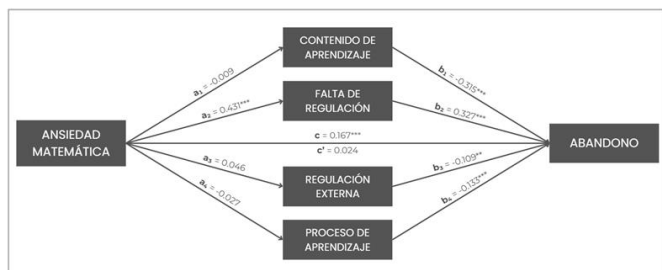 CONTENIDO DE
APRENDIZAJE
a₁ = -0.009
b₁ = -0.315***
FALTA DE
REGULACIÓN
a₂ = 0.431***
b₂ = 0.327***
ANSIEDAD
MATEMÁTICA
c = 0.167***
c' = 0.024
ABANDONO
a₃ = 0.046
b₃ = -0.109**
REGULACIÓN
EXTERNA
a₄ = -0.027
b₄ = -0.133***
PROCESO DE
APRENDIZAJE